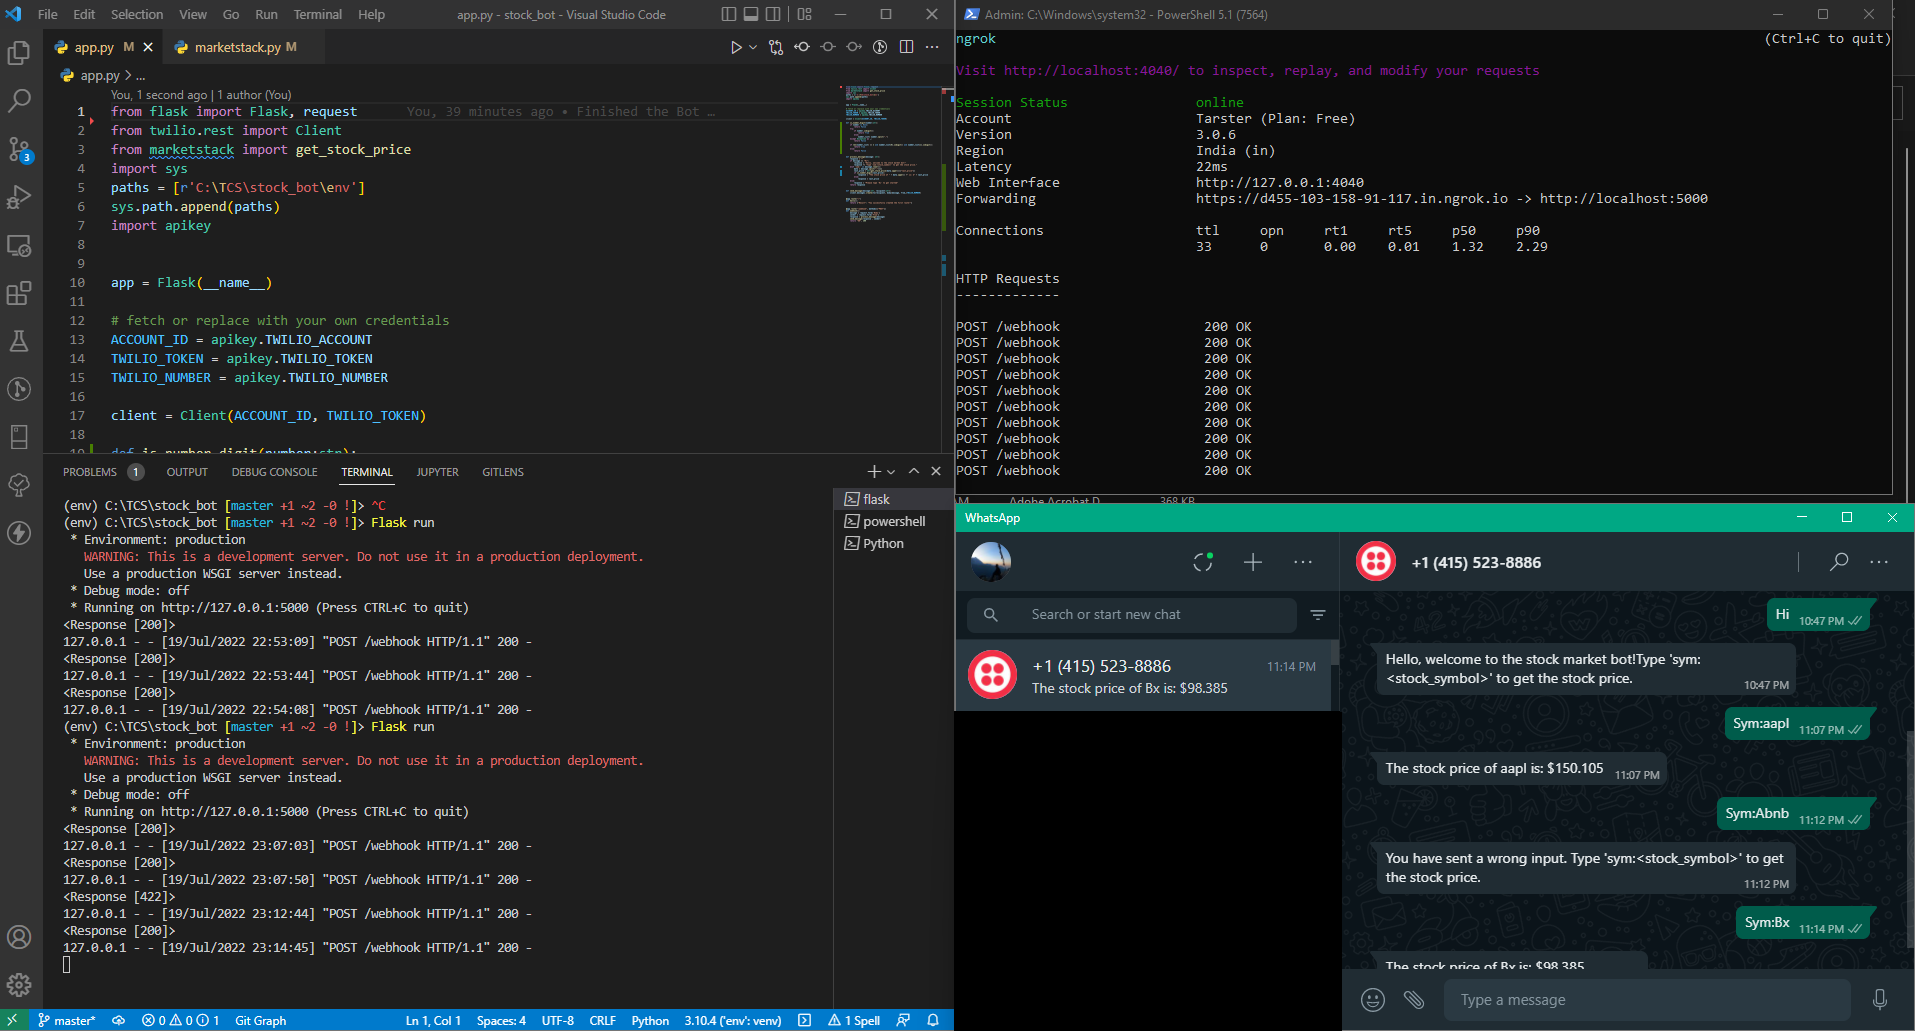 File Edit Selection View Go Run Terminal Help
app.py - stock_bot - Visual Studio Code
app.py M
marketstack.py M
app.py > ...
You, 1 second ago | 1 author (You)
1 from flask import Flask, request You, 39 minutes ago • Finished the Bot ...
2 from twilio.rest import Client
3 from marketstack import get_stock_price
4 import sys
5 paths = [r'C:\TCS\stock_bot\env']
6 sys.path.append(paths)
7 import apikey
8
9
10 app = Flask(__name__)
11
12 # fetch or replace with your own credentials
13 ACCOUNT_ID = apikey.TWILIO_ACCOUNT
14 TWILIO_TOKEN = apikey.TWILIO_TOKEN
15 TWILIO_NUMBER = apikey.TWILIO_NUMBER
16
17 client = Client(ACCOUNT_ID, TWILIO_TOKEN)
18
19 def is_number_digit(number:str):
3
PROBLEMS 1 OUTPUT DEBUG CONSOLE TERMINAL JUPYTER GITLENS
(env) C:\TCS\stock_bot [master +1 ~2 -0 !]> ^C
(env) C:\TCS\stock_bot [master +1 ~2 -0 !]> Flask run
* Environment: production
WARNING: This is a development server. Do not use it in a production deployment.
Use a production WSGI server instead.
* Debug mode: off
* Running on http://127.0.0.1:5000 (Press CTRL+C to quit)
<Response [200]>
127.0.0.1 - - [19/Jul/2022 22:53:09] "POST /webhook HTTP/1.1" 200 -
<Response [200]>
127.0.0.1 - - [19/Jul/2022 22:53:44] "POST /webhook HTTP/1.1" 200 -
<Response [200]>
127.0.0.1 - - [19/Jul/2022 22:54:08] "POST /webhook HTTP/1.1" 200 -
(env) C:\TCS\stock_bot [master +1 ~2 -0 !]> Flask run
* Environment: production
WARNING: This is a development server. Do not use it in a production deployment.
Use a production WSGI server instead.
* Debug mode: off
* Running on http://127.0.0.1:5000 (Press CTRL+C to quit)
<Response [200]>
127.0.0.1 - - [19/Jul/2022 23:07:03] "POST /webhook HTTP/1.1" 200 -
<Response [200]>
127.0.0.1 - - [19/Jul/2022 23:07:50] "POST /webhook HTTP/1.1" 200 -
<Response [422]>
127.0.0.1 - - [19/Jul/2022 23:12:44] "POST /webhook HTTP/1.1" 200 -
<Response [200]>
127.0.0.1 - - [19/Jul/2022 23:14:45] "POST /webhook HTTP/1.1" 200 -
flask
powershell
Python
master* 0 0 1 Git Graph Ln 1, Col 1 Spaces: 4 UTF-8 CRLF Python 3.10.4 ('env': venv) 1 Spell
Admin: C:\Windows\system32 - PowerShell 5.1 (7564)
ngrok (Ctrl+C to quit)
Visit http://localhost:4040/ to inspect, replay, and modify your requests
Session Status online
Account Tarster (Plan: Free)
Version 3.0.6
Region India (in)
Latency 22ms
Web Interface http://127.0.0.1:4040
Forwarding https://d455-103-158-91-117.in.ngrok.io -> http://localhost:5000
Connections ttl opn rt1 rt5 p50 p90
33 0 0.00 0.01 1.32 2.29
HTTP Requests
-------------
POST /webhook 200 OK
POST /webhook 200 OK
POST /webhook 200 OK
POST /webhook 200 OK
POST /webhook 200 OK
POST /webhook 200 OK
POST /webhook 200 OK
POST /webhook 200 OK
POST /webhook 200 OK
POST /webhook 200 OK
Adobe Acrobat D 368 KB
WhatsApp
Search or start new chat
+1 (415) 523-8886 11:14 PM
The stock price of Bx is: $98.385
+1 (415) 523-8886
Hi 10:47 PM
Hello, welcome to the stock market bot!Type 'sym:
<stock_symbol>' to get the stock price.
10:47 PM
Sym:aapl 11:07 PM
The stock price of aapl is: $150.105 11:07 PM
Sym:Abnb 11:12 PM
You have sent a wrong input. Type 'sym:<stock_symbol>' to get
the stock price.
11:12 PM
Sym:Bx 11:14 PM
The stock price of Bx is: $98.385
Type a message